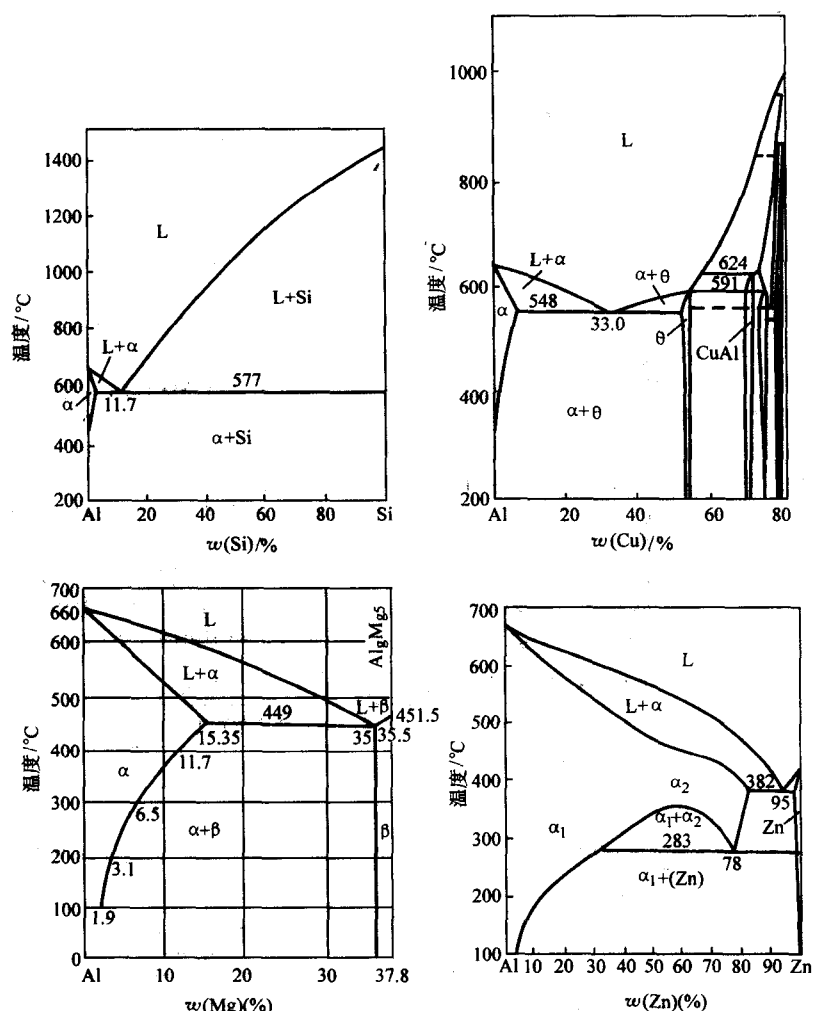 1400
1200
1000
800
600
400
200
温度/°C
L
L+α
L+Si
α
577
11.7
α+Si
Al
20
40
60
80
Si
w(Si)/%
1000
800
600
400
200
温度/°C
L
L+α
α+θ
624
591
α
548
33.0
θ
CuAl
α+θ
Al
20
40
60
80
w(Cu)/%
700
660
600
500
400
300
200
100
0
温度/°C
L
Al₈Mg₅
L+α
L+β
451.5
449
15.35
35
35.5
α
11.7
6.5
α+β
β
3.1
1.9
Al
10
20
30
37.8
w(Mg)(%)
700
600
500
400
300
200
100
温度/°C
L
L+α
382
95
α₂
α₁+α₂
Zn
α₁
283
78
α₁+(Zn)
Al
10
20
30
40
50
60
70
80
90
Zn
w(Zn)(%)